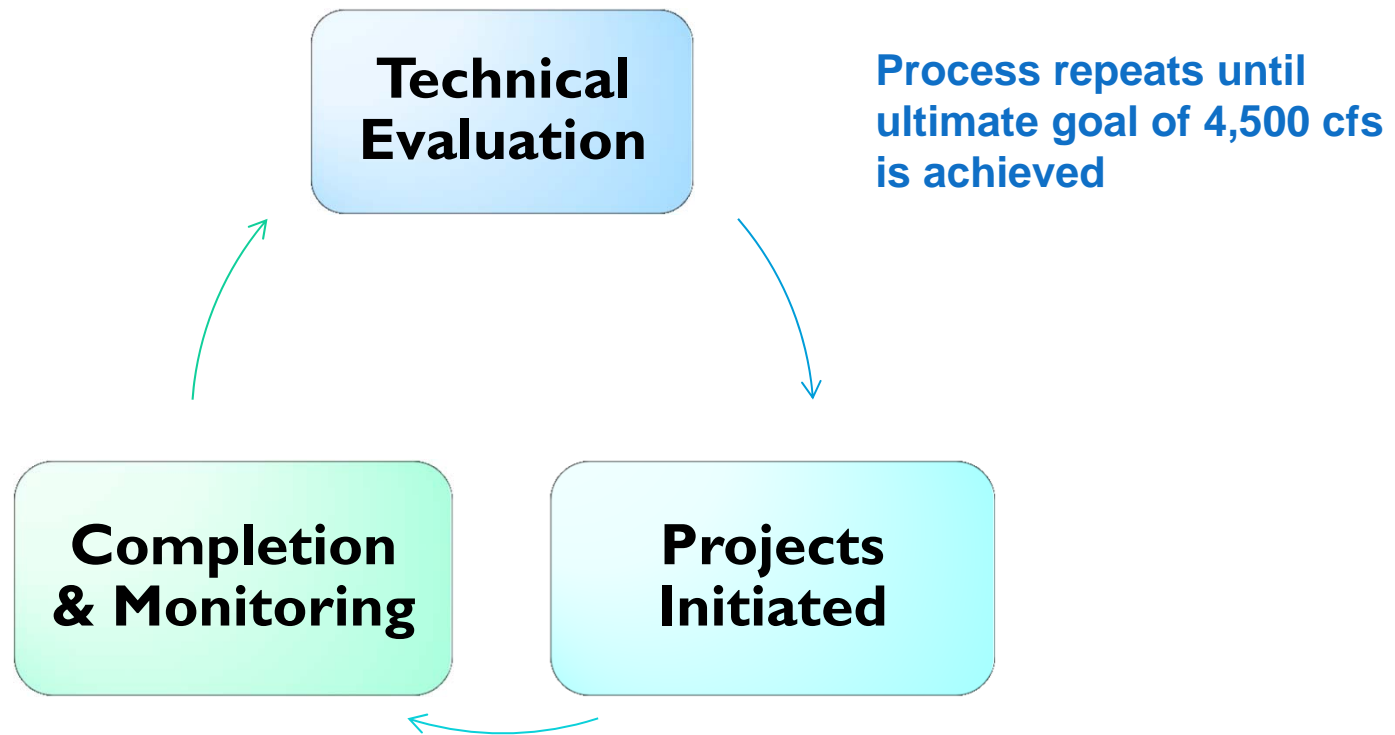 Technical
Evaluation
Process repeats until
ultimate goal of 4,500 cfs
is achieved
Completion
& Monitoring
Projects
Initiated